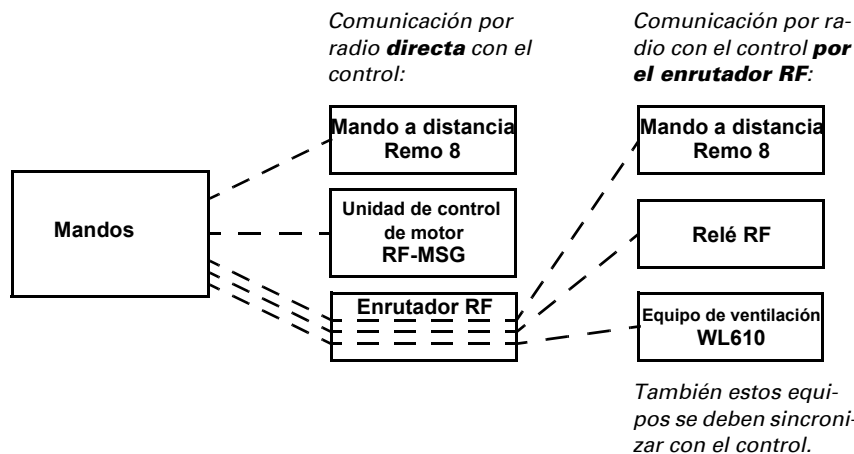 Comunicación por
radio directa con el
control:
Comunicación por ra-
dio con el control por
el enrutador RF:
Mandos
Mando a distancia
Remo 8
Unidad de control
de motor
RF-MSG
Enrutador RF
Mando a distancia
Remo 8
Relé RF
Equipo de ventilación
WL610
También estos equi-
pos se deben sincroni-
zar con el control.